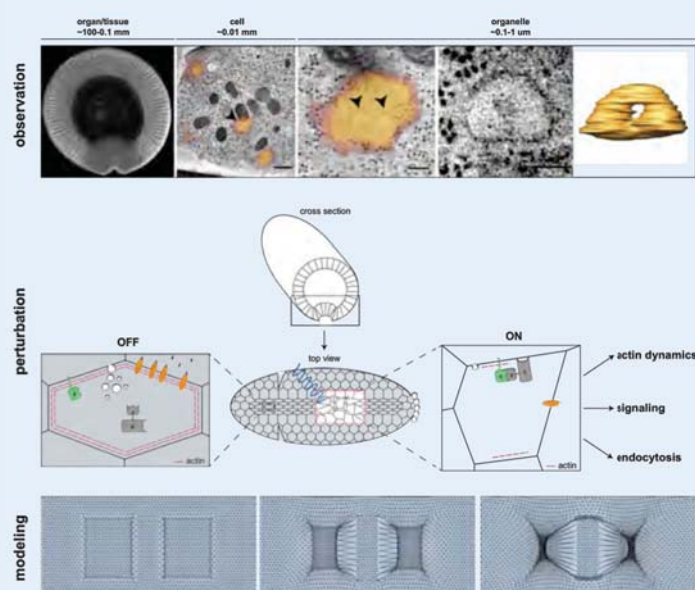 organ/tissue
~100-0.1 mm
cell
~0.01 mm
organelle
~0.1-1 um
observation
cross section
perturbation
OFF
top view
ON
actin dynamics
signaling
endocytosis
actin
actin
modeling